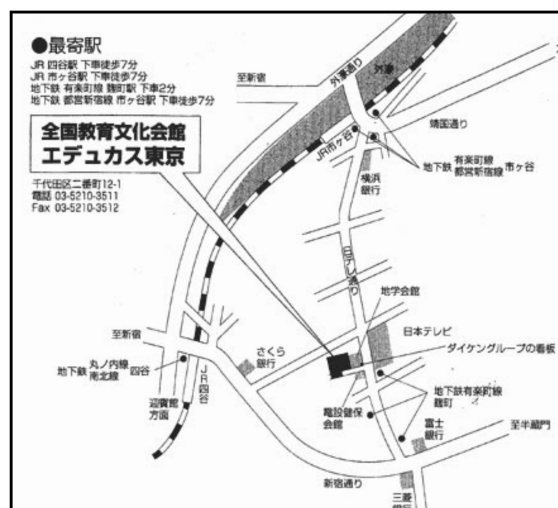 ●最寄駅
JR 四谷駅 下車徒歩7分
JR 市ヶ谷駅 下車徒歩7分
地下鉄 有楽町線 麹町駅 下車2分
地下鉄 都営新宿線 市ヶ谷駅 下車徒歩7分
全国教育文化会館
エデュカス東京
千代田区二番町12-1
電話 03-5210-3511
Fax 03-5210-3512
至新宿
外濠通り
外濠
靖国通り
JR市ヶ谷
地下鉄 有楽町線
都営新宿線 市ヶ谷
横浜
銀行
日テレ通り
地学会館
日本テレビ
ダイケングループの看板
至新宿
さくら
銀行
地下鉄 丸ノ内線
南北線 四谷
JR四谷
迎賓館
方面
電設健保
会館
地下鉄有楽町線
麹町
富士
銀行
至半蔵門
新宿通り
三菱
銀行